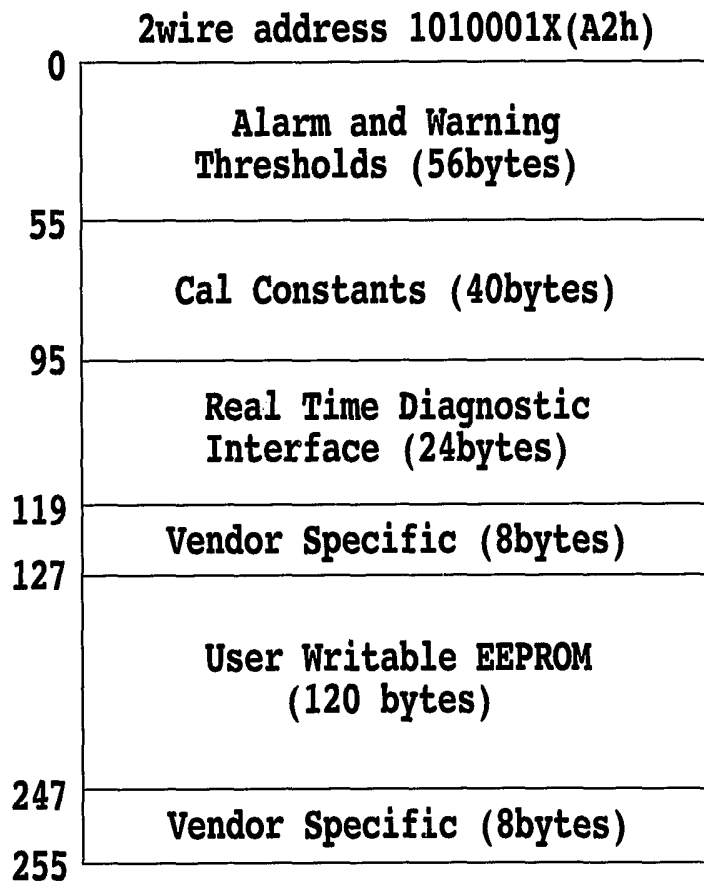 2wire address 1010001X(A2h)
0
Alarm and Warning
Thresholds (56bytes)
55
Cal Constants (40bytes)
95
Real Time Diagnostic
Interface (24bytes)
119
Vendor Specific (8bytes)
127
User Writable EEPROM
(120 bytes)
247
Vendor Specific (8bytes)
255